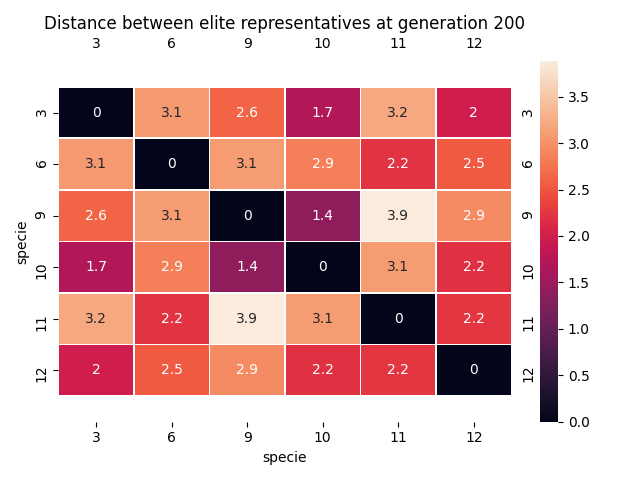 Distance between elite representatives at generation 200
3 6 9 10 11 12
3 0 3.1 2.6 1.7 3.2 2 3 3.5
6 3.1 0 3.1 2.9 2.2 2.5 6 3.0
2.5
specie 9 2.6 3.1 0 1.4 3.9 2.9 9 2.0
10 1.7 2.9 1.4 0 3.1 2.2 10 1.5
11 3.2 2.2 3.9 3.1 0 2.2 11 1.0
12 2 2.5 2.9 2.2 2.2 0 12 0.5
0.0
3 6 9 10 11 12
specie